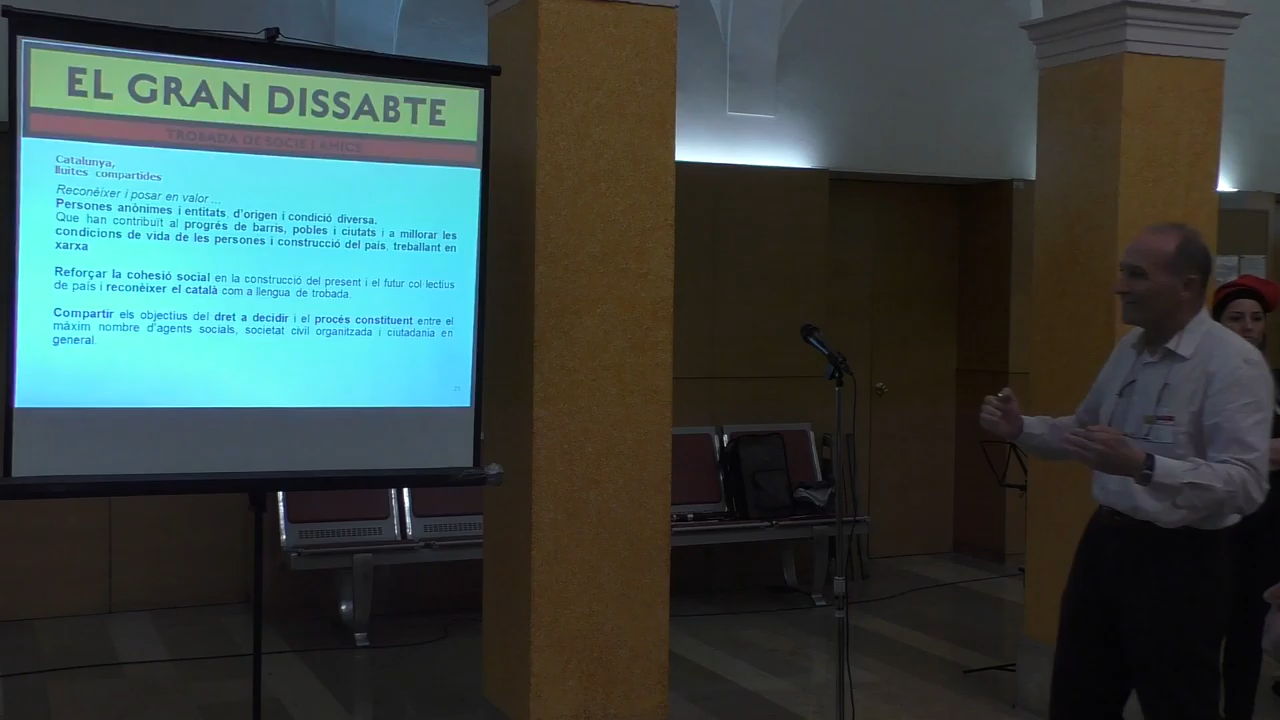 EL GRAN DISSABTE
TROBADA DE SOCIS I AMICS
Catalunya,
lluites compartides
Reconèixer i posar en valor ...
Persones anònimes i entitats, d'origen i condició diversa.
Que han contribuït al progrés de barris, pobles i ciutats i a millorar les
condicions de vida de les persones i construcció del país, treballant en
xarxa
Reforçar la cohesió social en la construcció del present i el futur col·lectius
de país i reconèixer el català com a llengua de trobada.
Compartir els objectius del dret a decidir i el procés constituent entre el
màxim nombre d'agents socials, societat civil organitzada i ciutadania en
general.
21